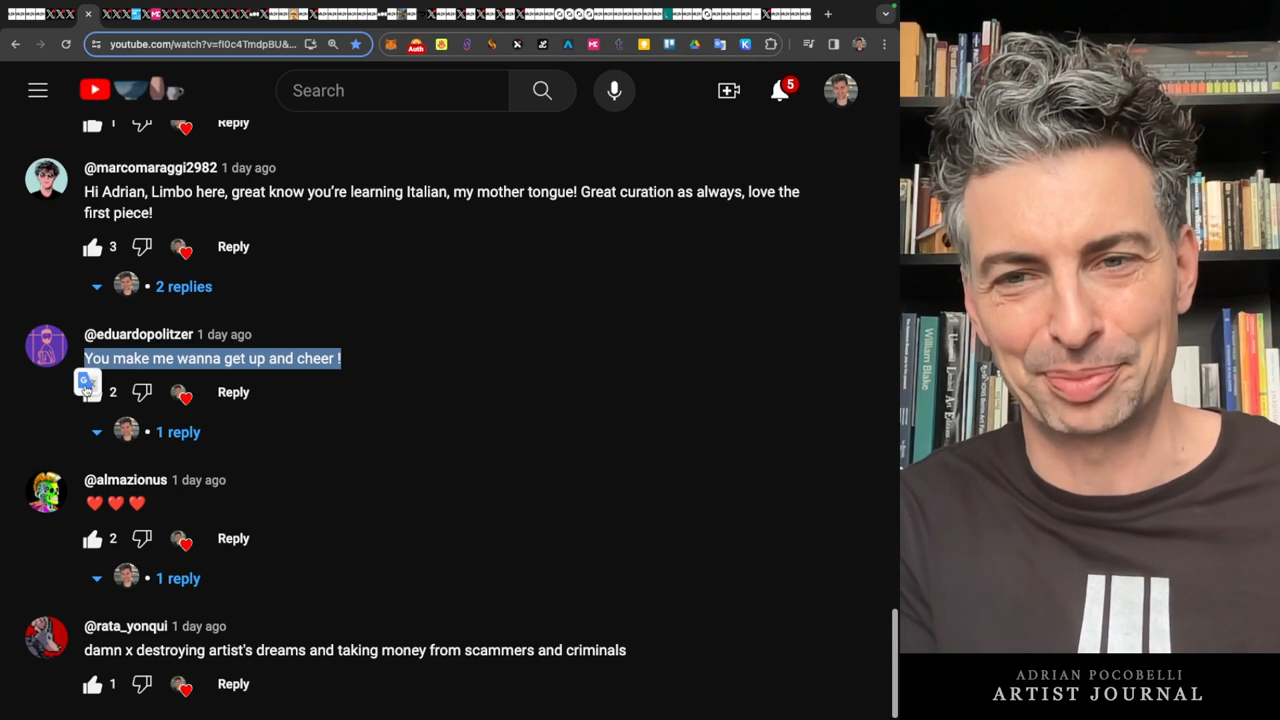 youtube.com/watch?v=fI0c4TmdpBU&...
Auth
Search
5
1
Reply
@marcomaraggi2982 1 day ago
Hi Adrian, Limbo here, great know you’re learning Italian, my mother tongue! Great curation as always, love the
first piece!
3
Reply
• 2 replies
@eduardopolitzer 1 day ago
You make me wanna get up and cheer !
2
Reply
• 1 reply
@almazionus 1 day ago
2
Reply
• 1 reply
@rata_yonqui 1 day ago
damn x destroying artist's dreams and taking money from scammers and criminals
1
Reply
William Blake
ADRIAN POCOBELLI
ARTIST JOURNAL